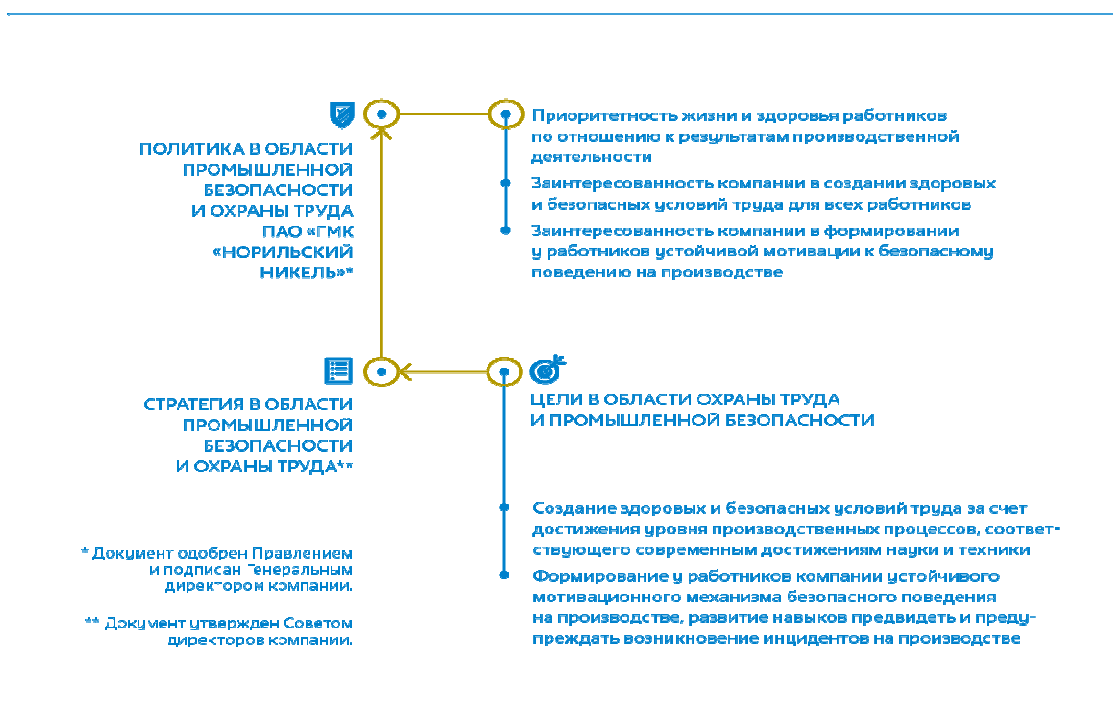 ПОЛИТИКА В ОБЛАСТИ
ПРОМЫШЛЕННОЙ
БЕЗОПАСНОСТИ
И ОХРАНЫ ТРУДА
ПАО «ГМК
«НОРИЛЬСКИЙ
НИКЕЛЬ»*
Приоритетность жизни и здоровья работников
по отношению к результатам производственной
деятельности
Заинтересованность компании в создании здоровых
и безопасных условий труда для всех работников
Заинтересованность компании в формировании
у работников устойчивой мотивации к безопасному
поведению на производстве
СТРАТЕГИЯ В ОБЛАСТИ
ПРОМЫШЛЕННОЙ
БЕЗОПАСНОСТИ
И ОХРАНЫ ТРУДА**
ЦЕЛИ В ОБЛАСТИ ОХРАНЫ ТРУДА
И ПРОМЫШЛЕННОЙ БЕЗОПАСНОСТИ
Создание здоровых и безопасных условий труда за счет
достижения уровня производственных процессов, соответ-
ствующего современным достижениям науки и техники
Формирование у работников компании устойчивого
мотивационного механизма безопасного поведения
на производстве, развитие навыков предвидеть и преду-
преждать возникновение инцидентов на производстве
* Документ одобрен Правлением
и подписан Генеральным
директором компании.
** Документ утвержден Советом
директоров компании.